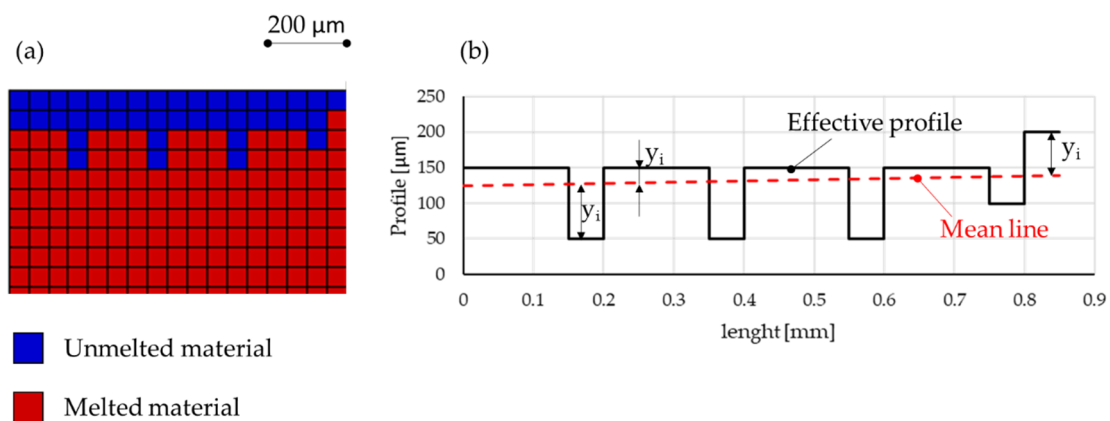 200 μm
(a)
(b)
Unmelted material
Melted material
Profile [μm]
250
200
150
100
50
0
Effective profile
yi
yi
yi
Mean line
0 0.1 0.2 0.3 0.4 0.5 0.6 0.7 0.8 0.9
lenght [mm]